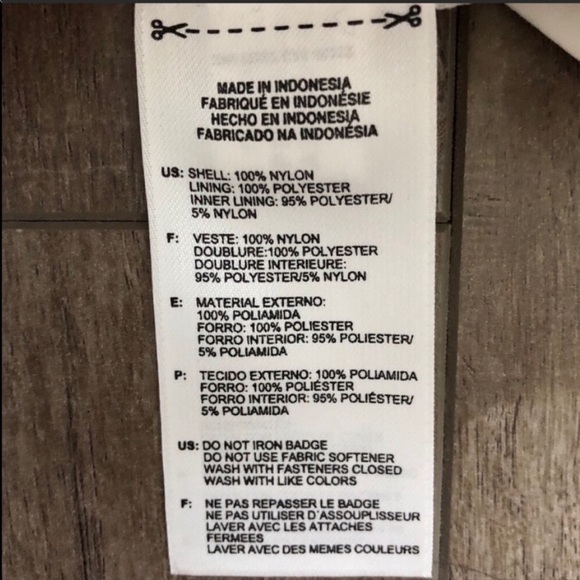 MADE IN INDONESIA
FABRIQUÉ EN INDONÉSIE
HECHO EN INDONESIA
FABRICADO NA INDONÉSIA
US: SHELL: 100% NYLON
LINING: 100% POLYESTER
INNER LINING: 95% POLYESTER/
5% NYLON
F: VESTE: 100% NYLON
DOUBLURE:100% POLYESTER
DOUBLURE INTERIEURE:
95% POLYESTER/5% NYLON
E: MATERIAL EXTERNO:
100% POLIAMIDA
FORRO: 100% POLIESTER
FORRO INTERIOR: 95% POLIESTER/
5% POLIAMIDA
P: TECIDO EXTERNO: 100% POLIAMIDA
FORRO: 100% POLIÉSTER
FORRO INTERIOR: 95% POLIÉSTER/
5% POLIAMIDA
US: DO NOT IRON BADGE
DO NOT USE FABRIC SOFTENER
WASH WITH FASTENERS CLOSED
WASH WITH LIKE COLORS
F: NE PAS REPASSER LE BADGE
NE PAS UTILISER D'ASSOUPLISSEUR
LAVER AVEC LES ATTACHES
FERMEES
LAVER AVEC DES MEMES COULEURS